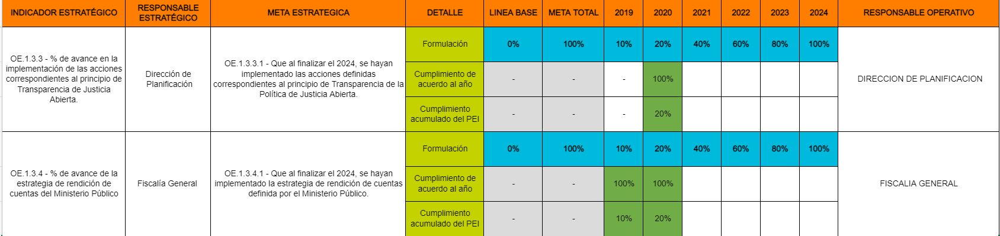 INDICADOR ESTRATÉGICO
RESPONSABLE
ESTRATÉGICO
META ESTRATEGICA
DETALLE
LINEA BASE
META TOTAL
2019
2020
2021
2022
2023
2024
RESPONSABLE OPERATIVO
OE.1.3.3 - % de avance en la
implementación de las acciones
correspondientes al principio de
Transparencia de Justicia
Abierta.
Dirección de
Planificación
OE.1.3.3.1 - Que al finalizar el 2024, se hayan
implementado las acciones definidas
correspondientes al principio de Transparencia de la
Política de Justicia Abierta.
Formulación
0%
100%
10%
20%
40%
60%
80%
100%
Cumplimiento de
acuerdo al año
-
-
-
100%
Cumplimiento
acumulado del PEI
-
-
-
20%
DIRECCION DE PLANIFICACION
OE.1.3.4 - % de avance de la
estrategia de rendición de
cuentas del Ministerio Público
Fiscalía General
OE.1.3.4.1 - Que al finalizar el 2024, se hayan
implementado la estrategia de rendición de cuentas
definida por el Ministerio Público.
Formulación
0%
100%
10%
20%
40%
60%
80%
100%
Cumplimiento de
acuerdo al año
-
-
100%
100%
Cumplimiento
acumulado del PEI
-
-
10%
20%
FISCALIA GENERAL